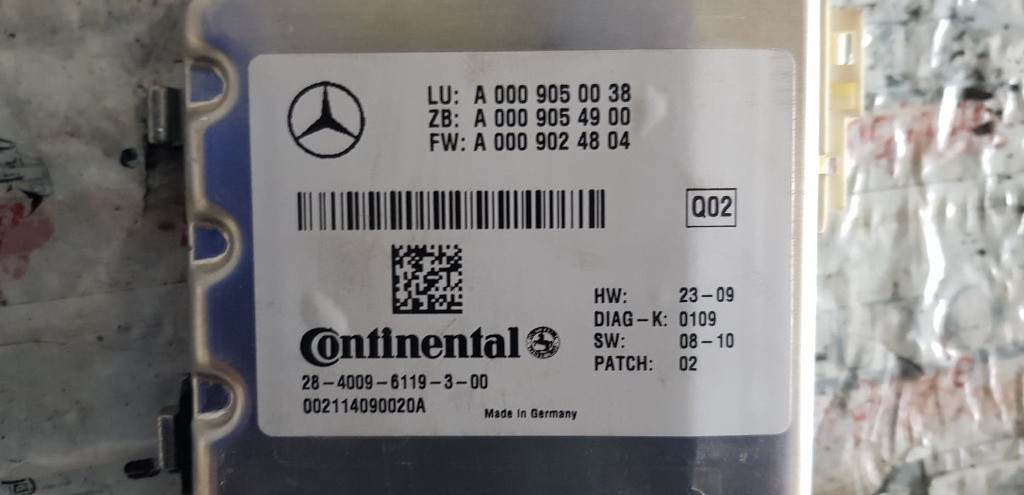 LU: A 000 905 00 38
ZB: A 000 905 49 00
FW: A 000 902 48 04
Q02
HW: 23-09
DIAG-K: 0109
SW: 08-10
PATCH: 02
Continental
28-4009-6119-3-00
002114090020A
Made in Germany